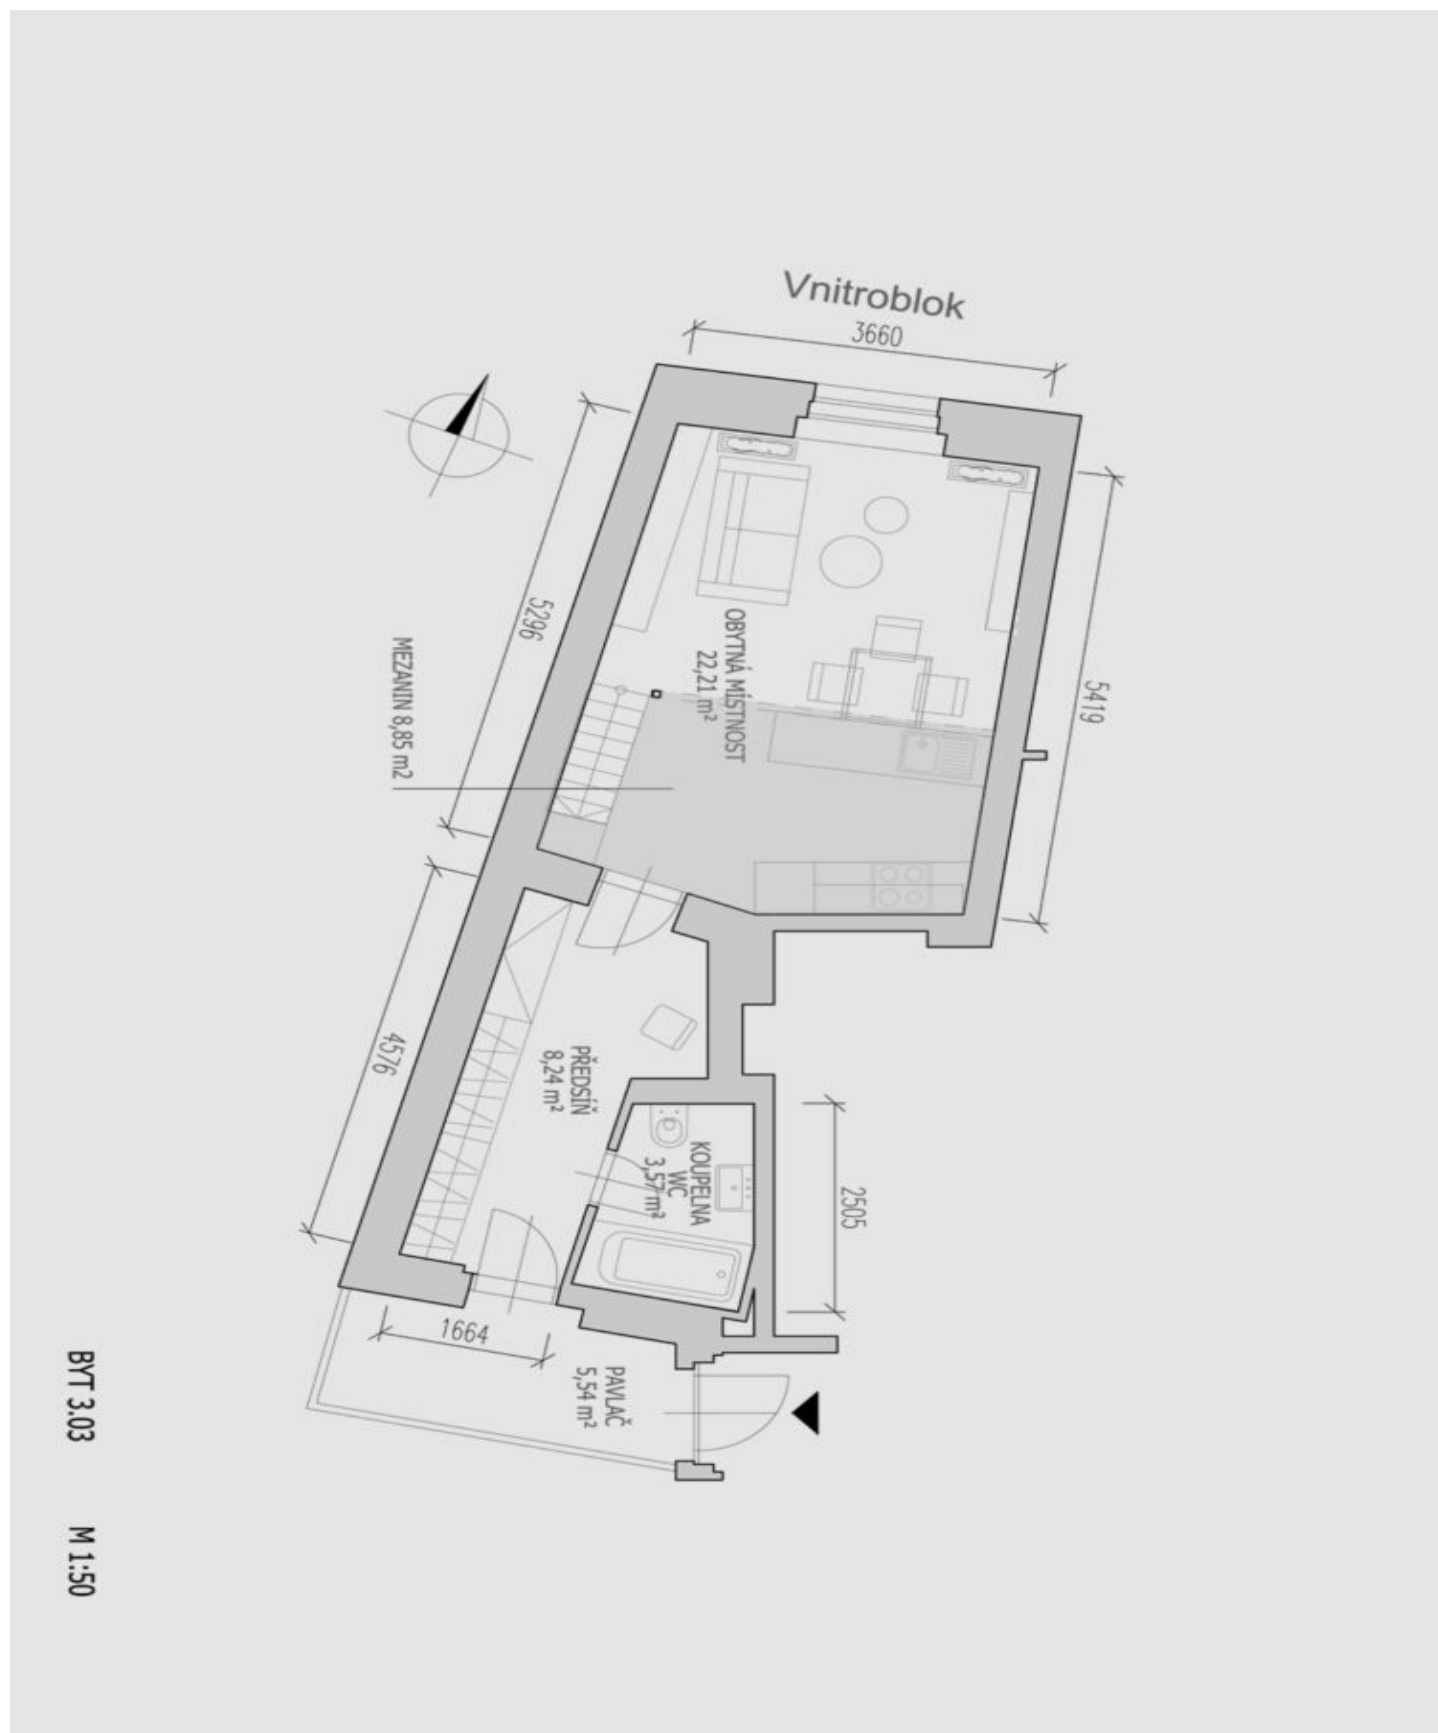 Vnitroblok
3660
5296
5419
OBYTNÁ MÍSTNOST
22,21 m²
MEZANIN 8,85 m2
4576
PŘEDSÍŇ
8,24 m²
KOUPELNA
WC
3,57 m²
2505
1664
PAVLAČ
5,54 m²
BYT 3.03 M 1:50